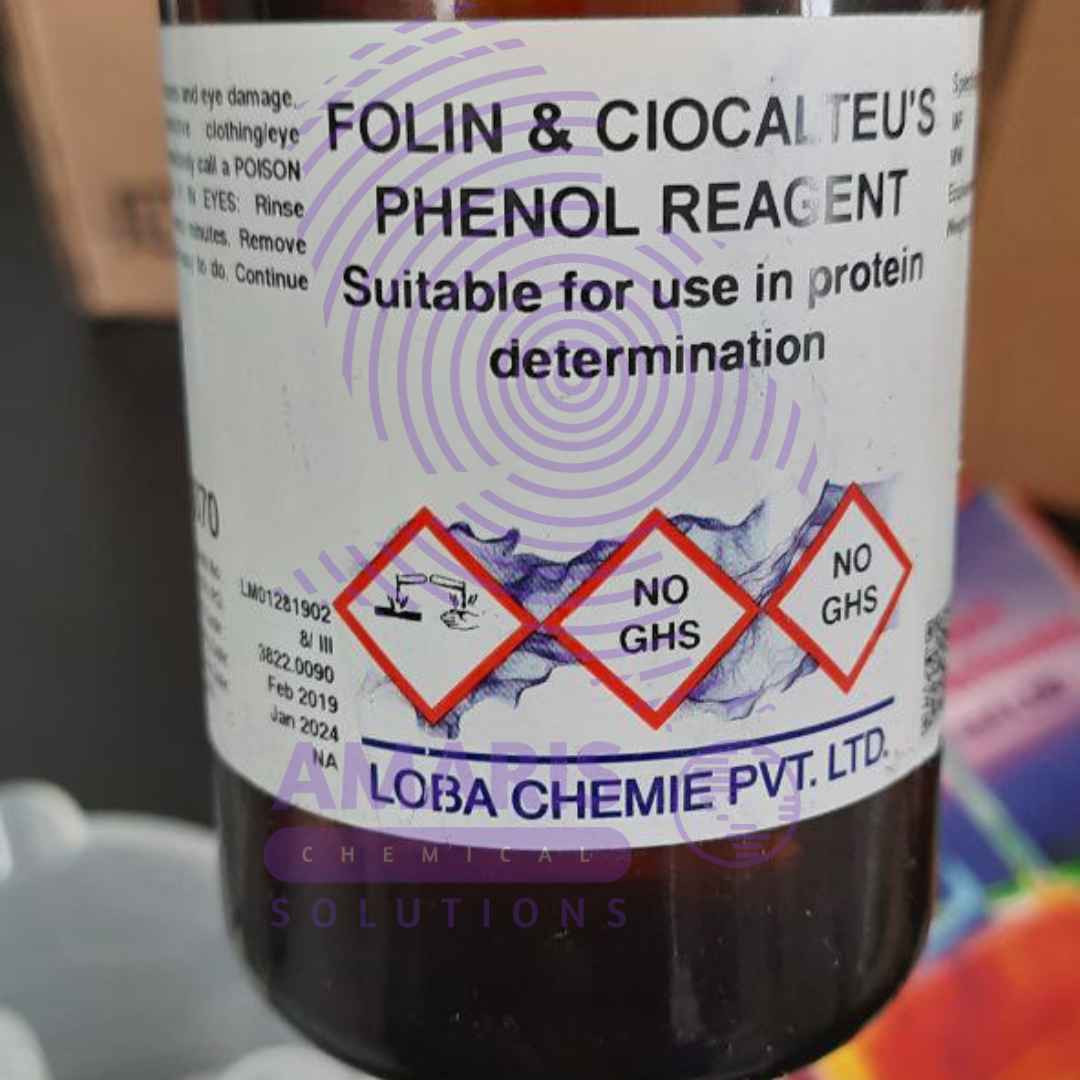 and eye damage.
clothing/eye
call a POISON
EYES: Rinse
minutes. Remove
to do. Continue
FOLIN & CIOCALTEU'S
PHENOL REAGENT
Suitable for use in protein
determination
70
LM01281902
8/ III
3822.0090
Feb 2019
Jan 2024
NA
NO
GHS
NO
GHS
LOBA CHEMIE PVT. LTD.
AMARIS
CHEMICAL
SOLUTIONS